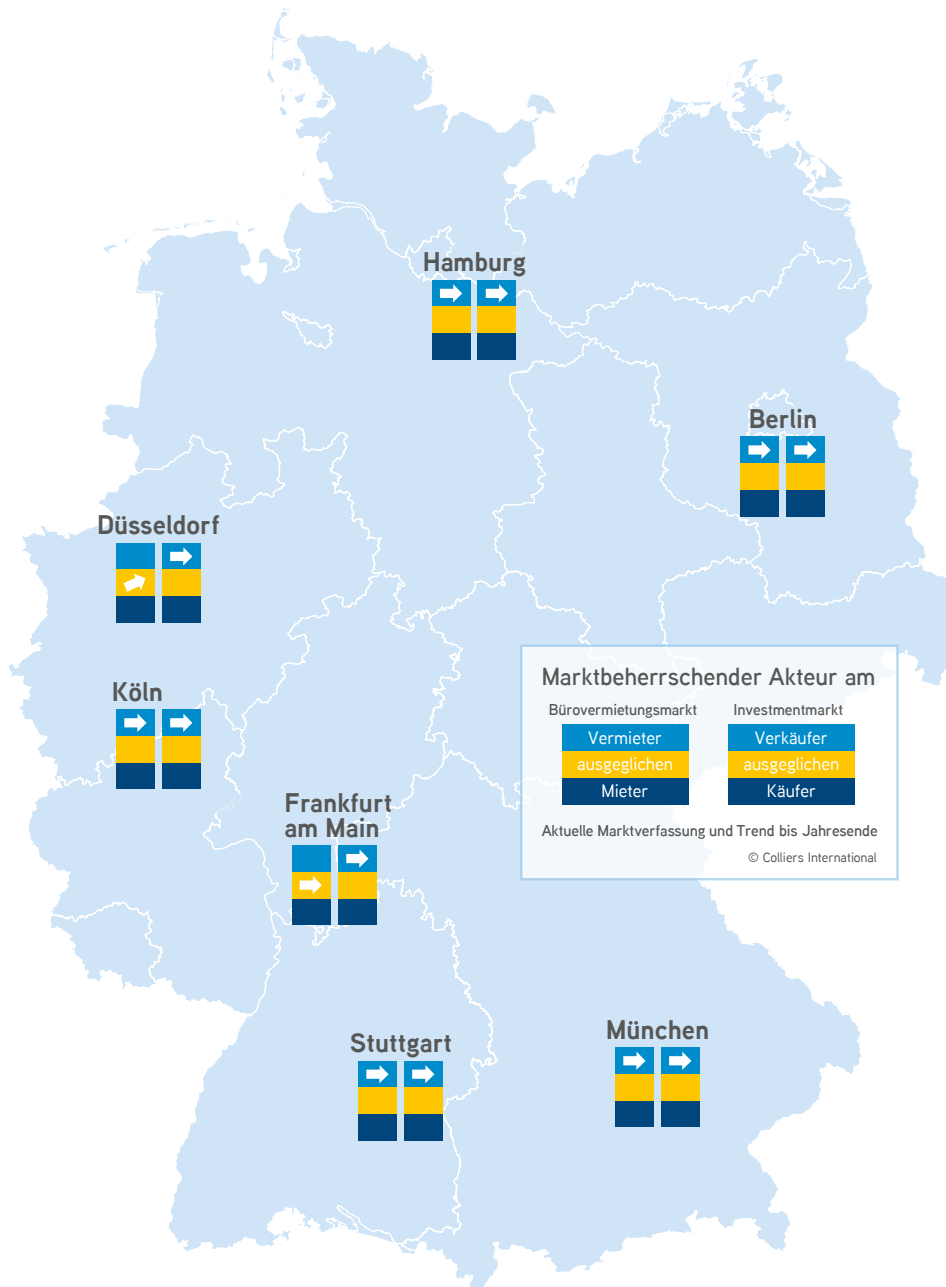 Hamburg
Berlin
Düsseldorf
Köln
Frankfurt
am Main
Stuttgart
München
Marktbeherrschender Akteur am
Bürovermietungsmarkt Investmentmarkt
Vermieter Verkäufer
ausgeglichen ausgeglichen
Mieter Käufer
Aktuelle Marktverfassung und Trend bis Jahresende
© Colliers International